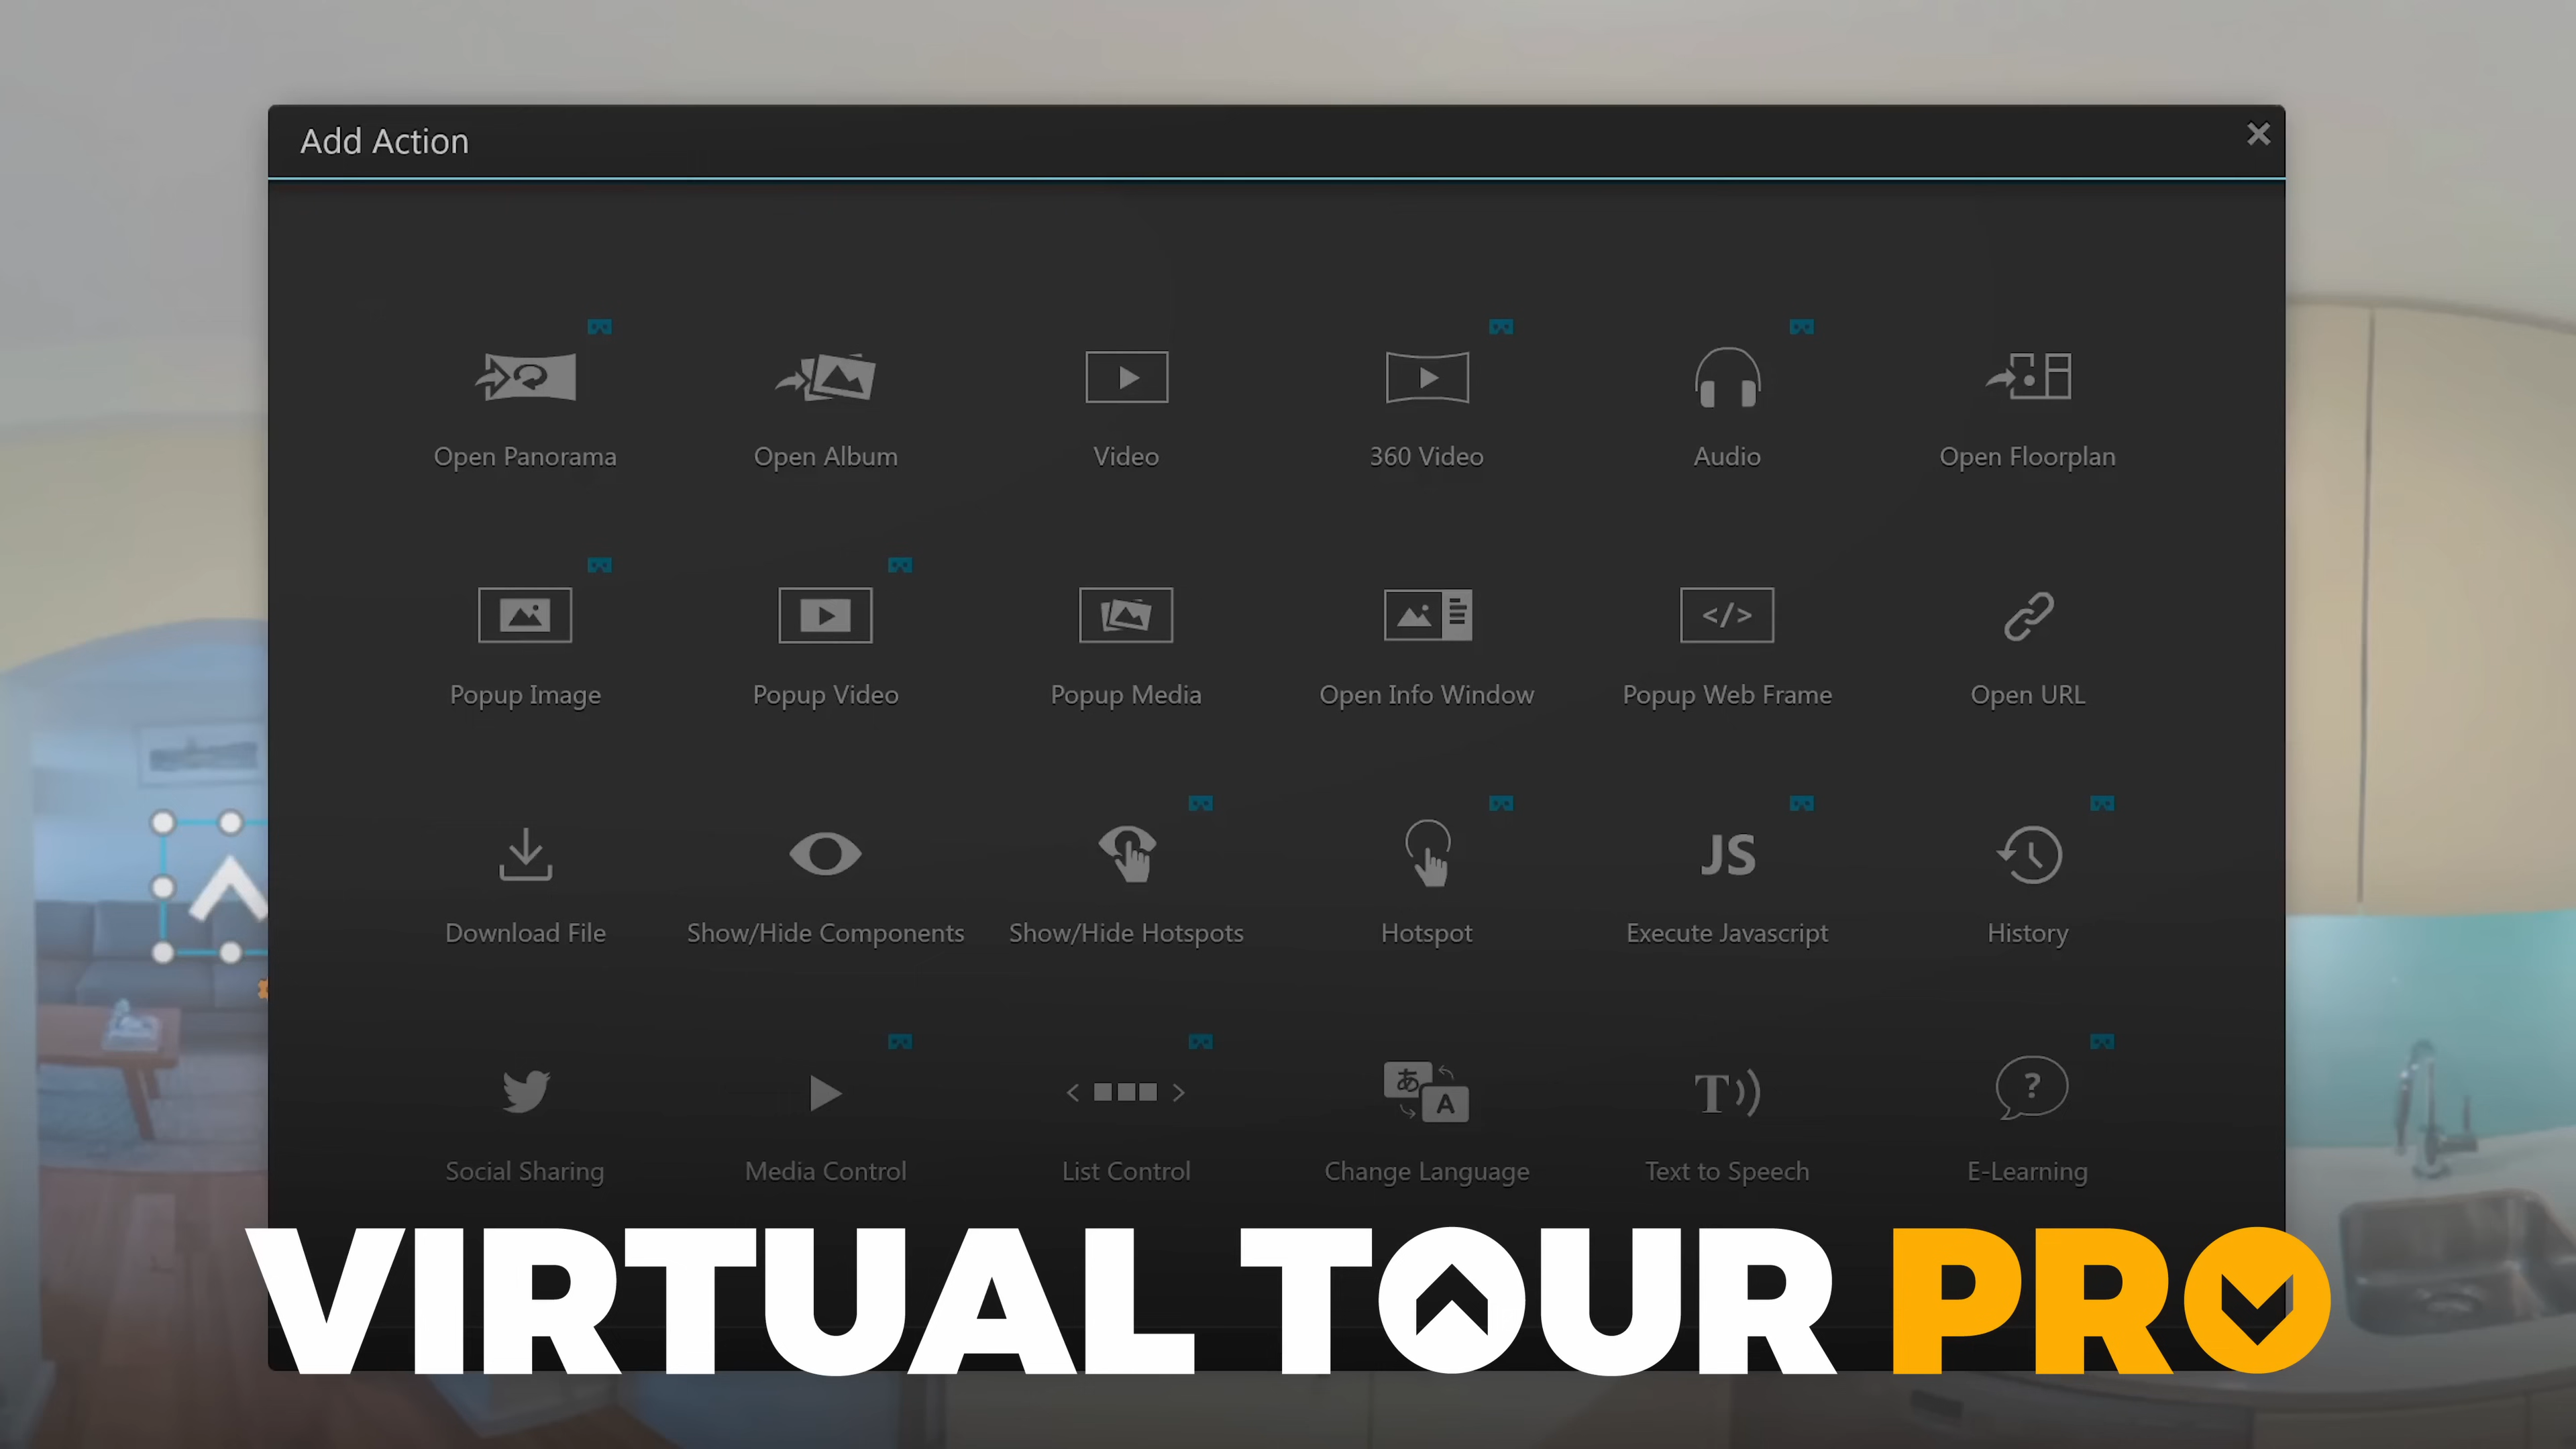 Add Action
Open Panorama
Open Album
Video
360 Video
Audio
Open Floorplan
Popup Image
Popup Video
Popup Media
Open Info Window
</>
Popup Web Frame
Open URL
Download File
Show/Hide Components
Show/Hide Hotspots
Hotspot
JS
Execute Javascript
History
Social Sharing
Media Control
< >
List Control
あ A
Change Language
T
Text to Speech
?
E-Learning
VIRTUAL TOUR PRO